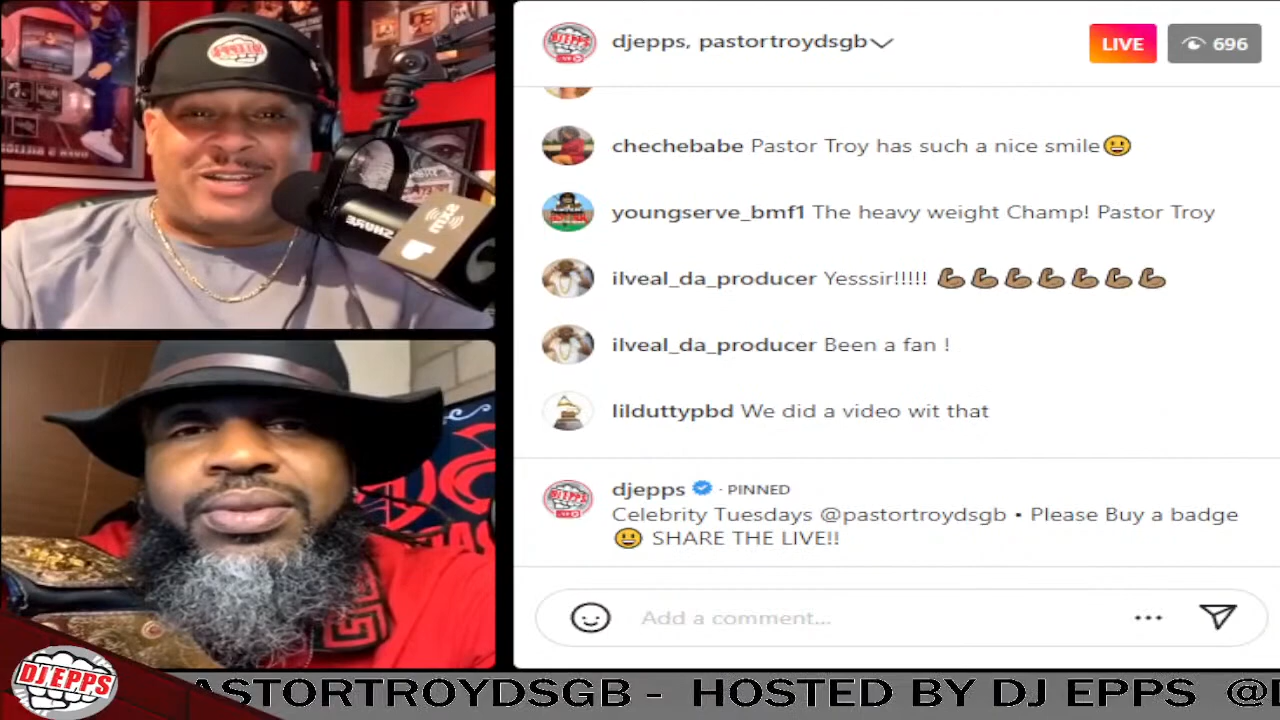 djepps, pastortroydsgb
LIVE
696
chechebabe Pastor Troy has such a nice smile😀
youngserve_bmf1 The heavy weight Champ! Pastor Troy
ilveal_da_producer Yesssir!!!!! 💪🏾💪🏾💪🏾💪🏾💪🏾💪🏾💪🏾
ilveal_da_producer Been a fan !
lilduttypbd We did a video wit that
djepps · PINNED
Celebrity Tuesdays @pastortroydsgb • Please Buy a badge
😀 SHARE THE LIVE!!
Add a comment...
DJ EPPS
ASTORTROYDSGB - HOSTED BY DJ EPPS @